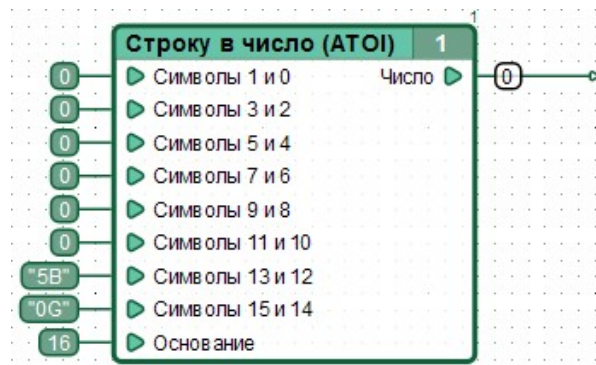 1
Строку в число (ATOI) 1
0 Символы 1 и 0 Число 0
0 Символы 3 и 2
0 Символы 5 и 4
0 Символы 7 и 6
0 Символы 9 и 8
0 Символы 11 и 10
"5B" Символы 13 и 12
"0G" Символы 15 и 14
16 Основание